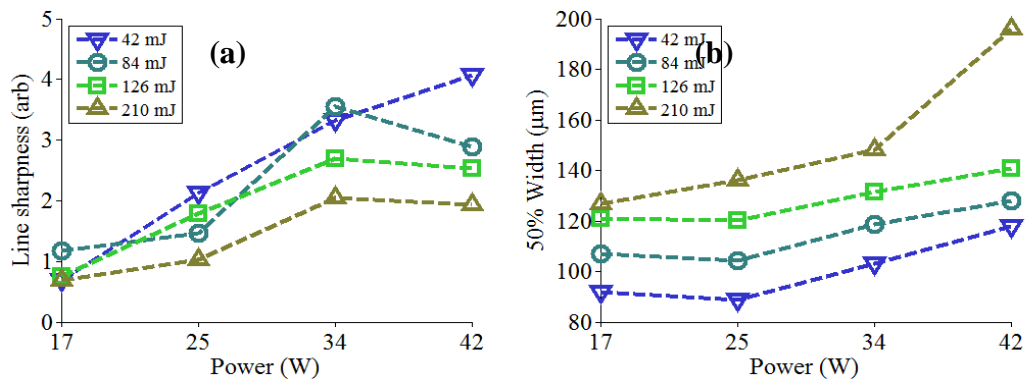 (a)
42 mJ
84 mJ
126 mJ
210 mJ
Line sharpness (arb)
5
4
3
2
1
0
17
25
34
42
Power (W)
(b)
42 mJ
84 mJ
126 mJ
210 mJ
50% Width (µm)
200
180
160
140
120
100
80
17
25
34
42
Power (W)